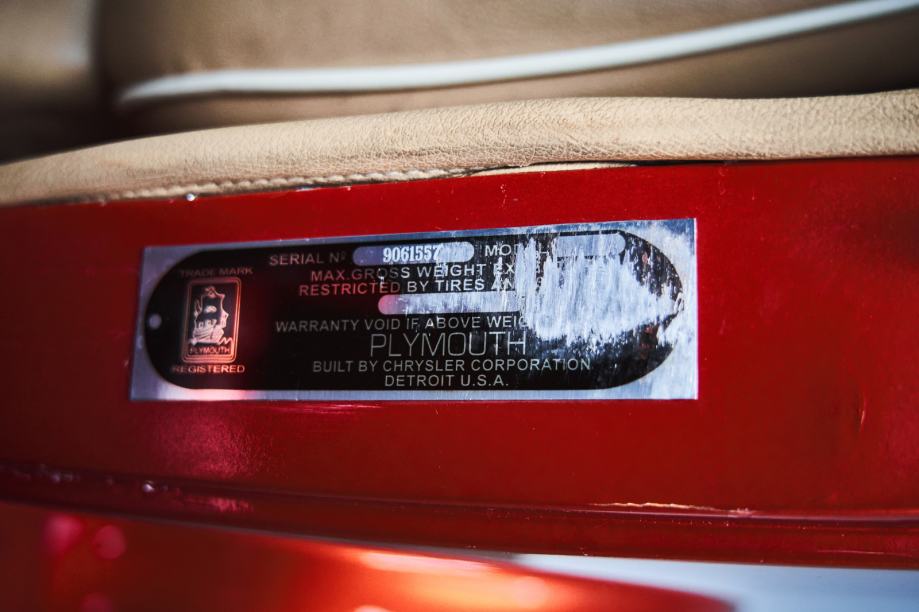 SERIAL Nº 9061557
TRADE MARK
MAX.GROSS WEIGHT
RESTRICTED BY TIRES
WARRANTY VOID IF ABOVE
PLYMOUTH
PLYMOUTH
REGISTERED
BUILT BY CHRYSLER CORPORATION
DETROIT U.S.A.